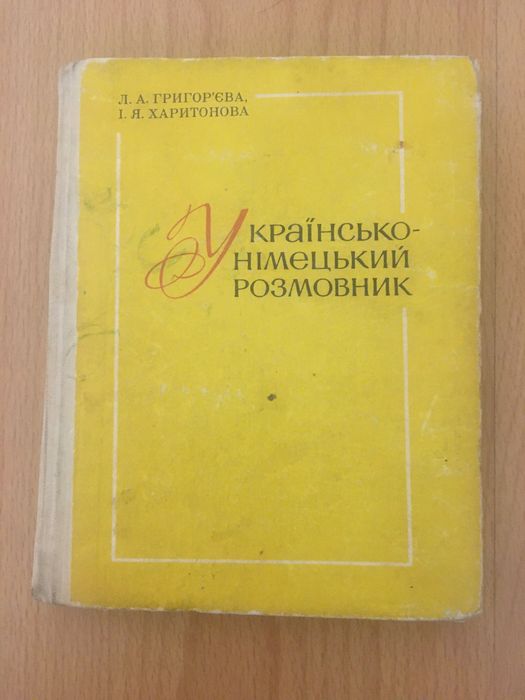 Л. А. ГРИГОР'ЄВА,
І. Я. ХАРИТОНОВА
Українсько-
німецький
розмовник